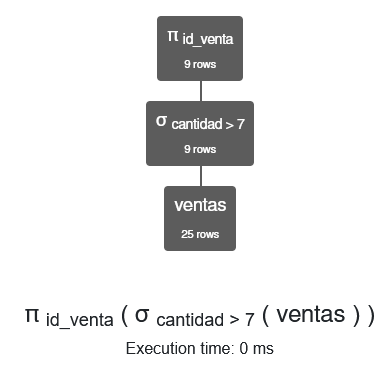 π id_venta
9 rows
σ cantidad > 7
9 rows
ventas
25 rows
π id_venta ( σ cantidad > 7 ( ventas ) )
Execution time: 0 ms